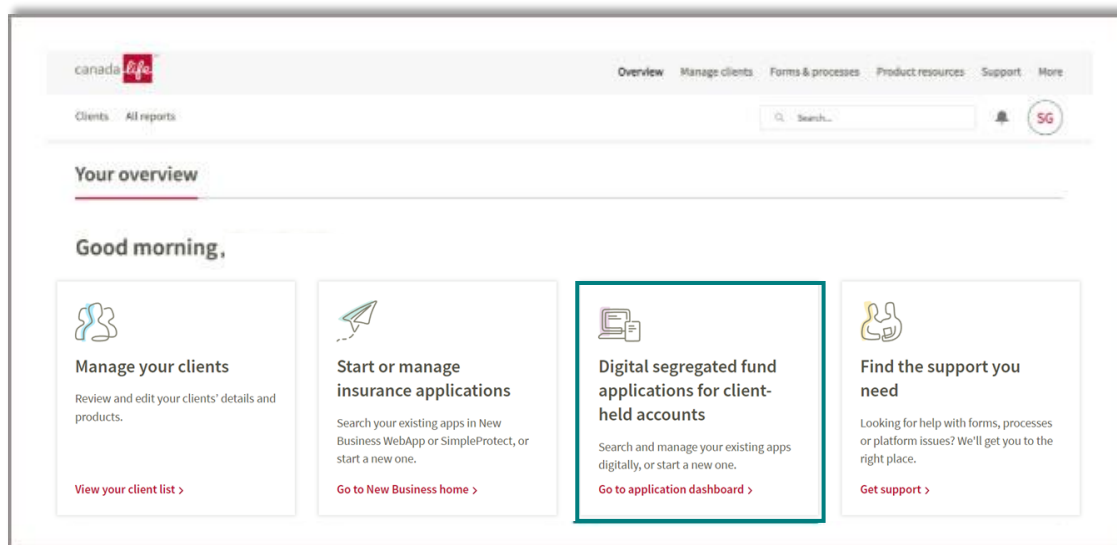 canada life
Overview Manage clients Forms & processes Product resources Support More
Clients All reports
Search...
SG
Your overview
Good morning,
Manage your clients
Review and edit your clients' details and
products.
View your client list >
Start or manage
insurance applications
Search your existing apps in New
Business WebApp or SimpleProtect, or
start a new one.
Go to New Business home >
Digital segregated fund
applications for client-
held accounts
Search and manage your existing apps
digitally, or start a new one.
Go to application dashboard >
Find the support you
need
Looking for help with forms, processes
or platform issues? We'll get you to the
right place.
Get support >